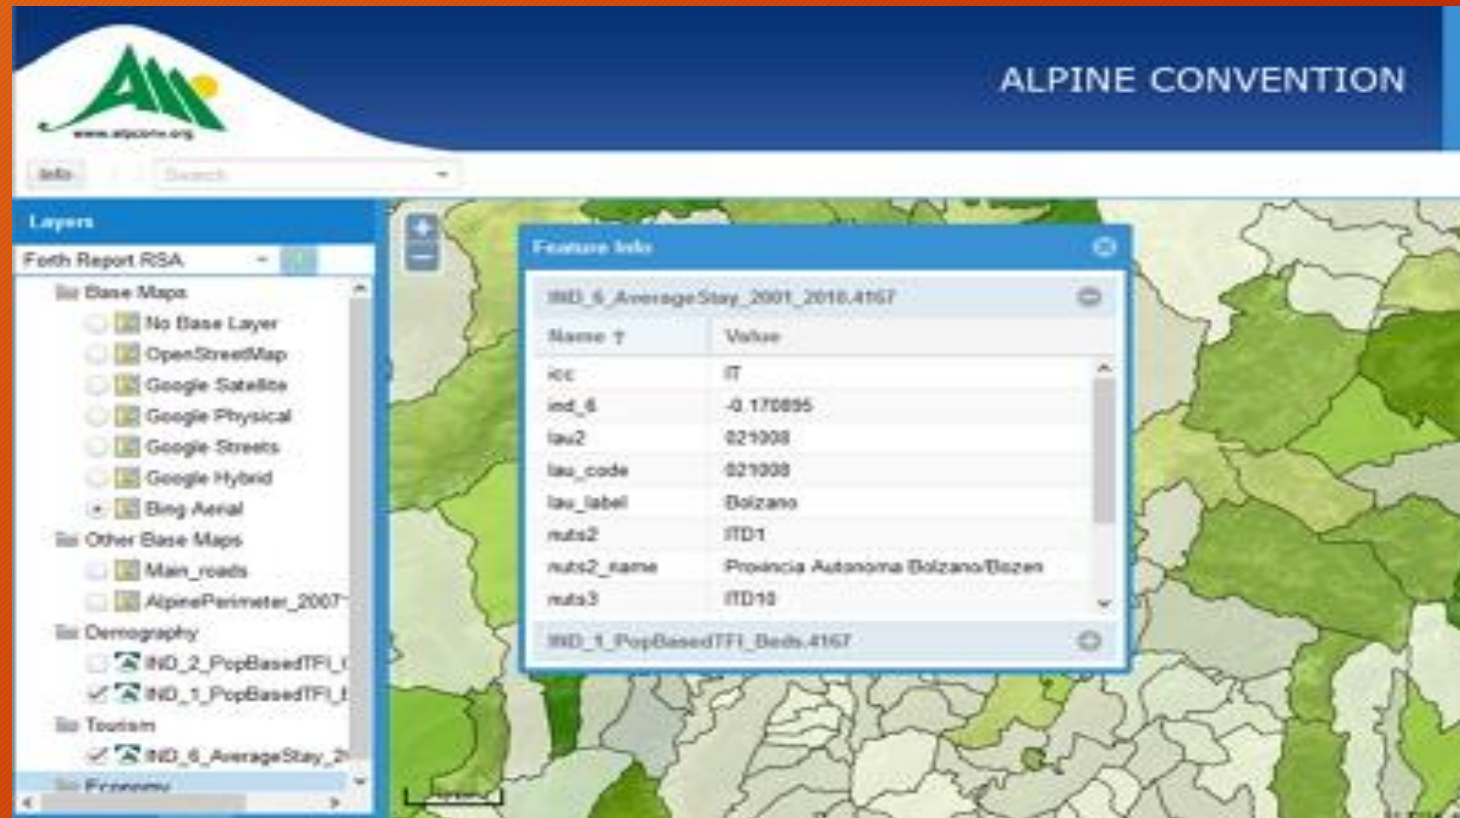 ALPINE CONVENTION
www.alpconv.org
Info
Search
Layers
Forth Report RSA
Base Maps
No Base Layer
OpenStreetMap
Google Satellite
Google Physical
Google Streets
Google Hybrid
Bing Aerial
Other Base Maps
Main_roads
AlpinePerimeter_2007
Demography
IND_2_PopBasedTFI_
IND_1_PopBasedTFI_
Tourism
IND_6_AverageStay_2
Economy
Feature Info
IND_6_AverageStay_2001_2010.4167
Name Value
icc IT
ind_6 -0.170895
lau2 021008
lau_code 021008
lau_label Bolzano
nuts2 ITD1
nuts2_name Provincia Autonoma Bolzano/Bozen
nuts3 ITD10
IND_1_PopBasedTFI_Beds.4167